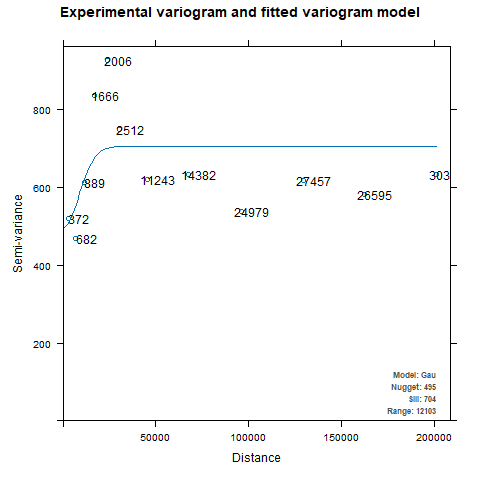 Experimental variogram and fitted variogram model
2006
1666
800
2512
14382
303
11243
27457
889
600
26595
24979
372
682
Semi-variance
400
200
Model: Gau
Nugget: 495
Sill: 704
Range: 12103
50000 100000 150000 200000
Distance